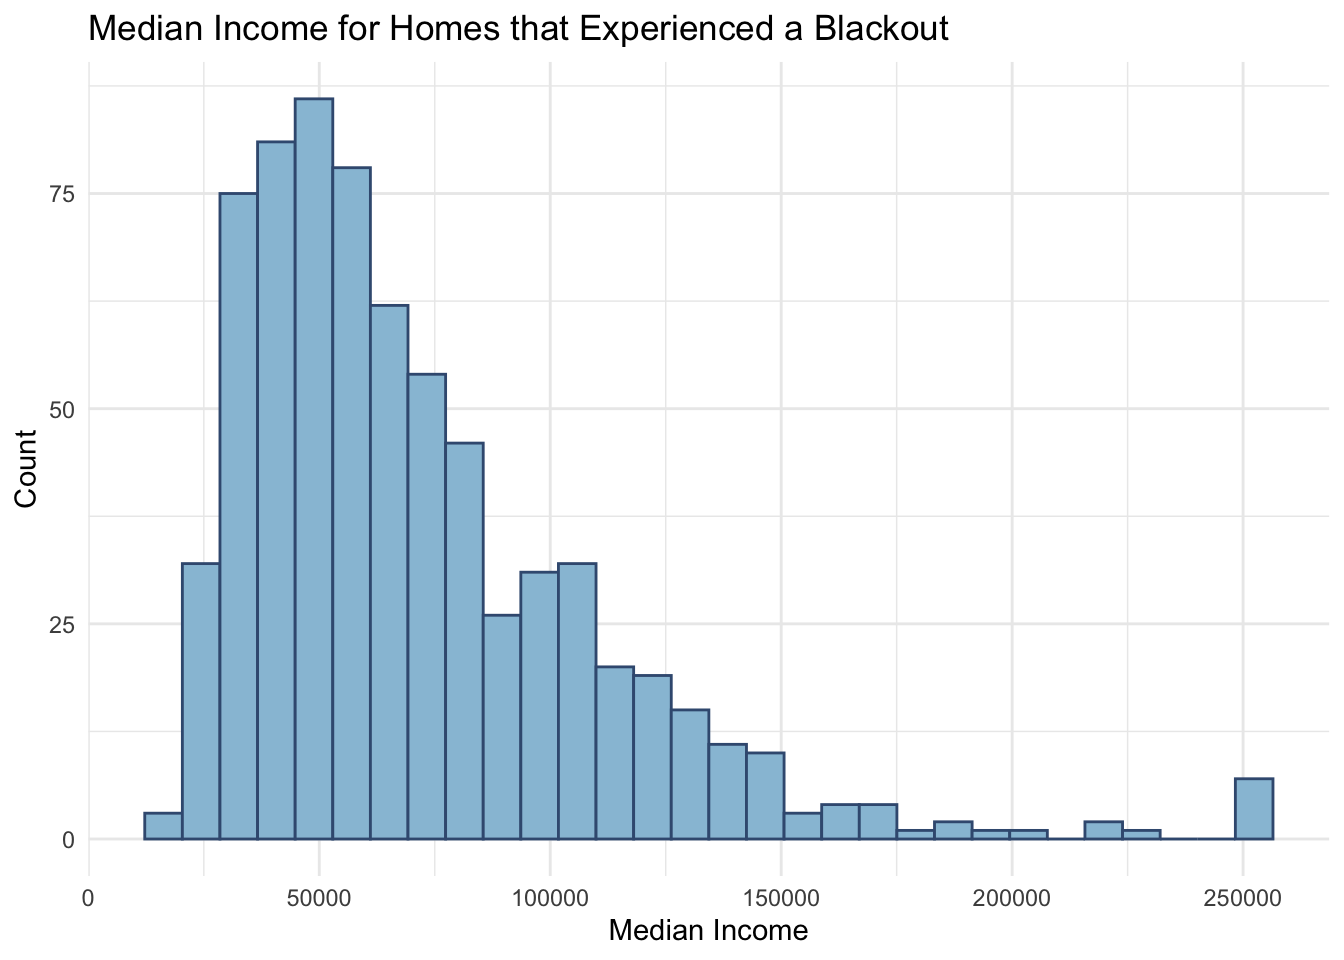 Median Income for Homes that Experienced a Blackout
75
50
25
0
Count
0 50000 100000 150000 200000 250000
Median Income